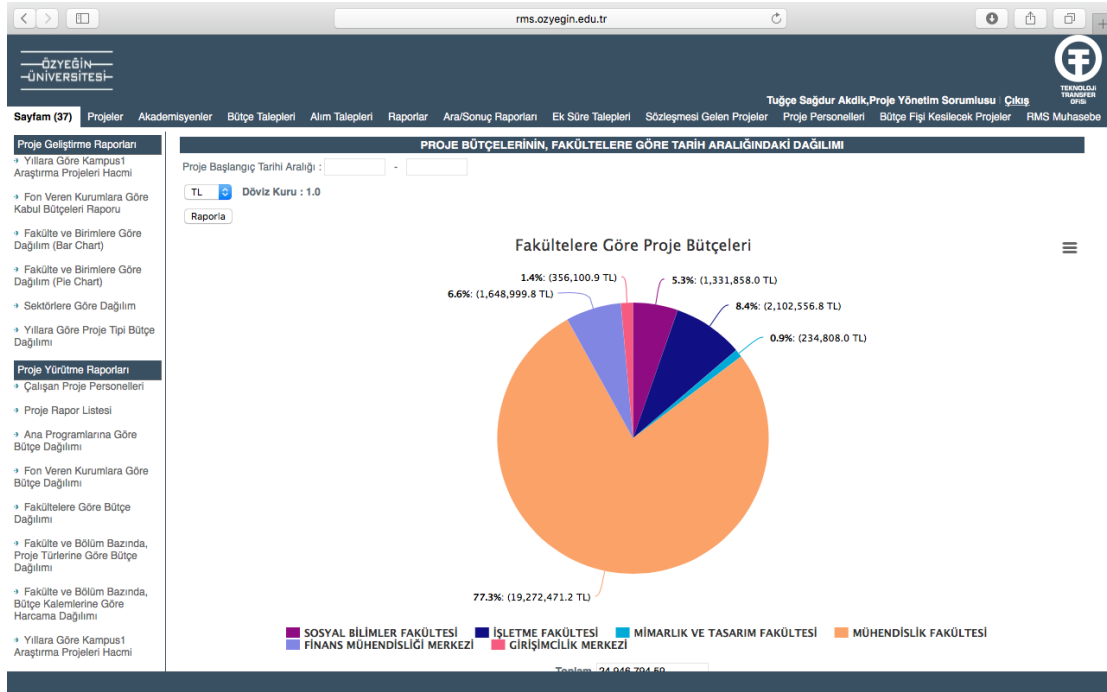 rms.ozyegin.edu.tr
ÖZYEĞİN
ÜNİVERSİTESİ
TEKNOLOJİ
TRANSFER
OFİSİ
Tuğçe Sağdur Akdik,Proje Yönetim Sorumlusu | Çıkış
Sayfam (37) Projeler Akademisyenler Bütçe Talepleri Alım Talepleri Raporlar Ara/Sonuç Raporları Ek Süre Talepleri Sözleşmesi Gelen Projeler Proje Personelleri Bütçe Fişi Kesilecek Projeler RMS Muhasebe
Proje Geliştirme Raporları
Yıllara Göre Kampus1
Araştırma Projeleri Hacmi
Fon Veren Kurumlara Göre
Kabul Bütçeleri Raporu
Fakülte ve Birimlere Göre
Dağılım (Bar Chart)
Fakülte ve Birimlere Göre
Dağılım (Pie Chart)
Sektörlere Göre Dağılım
Yıllara Göre Proje Tipi Bütçe
Dağılımı
Proje Yürütme Raporları
Çalışan Proje Personelleri
Proje Rapor Listesi
Ana Programlarına Göre
Bütçe Dağılımı
Fon Veren Kurumlara Göre
Bütçe Dağılımı
Fakültelere Göre Bütçe
Dağılımı
Fakülte ve Bölüm Bazında,
Proje Türlerine Göre Bütçe
Dağılımı
Fakülte ve Bölüm Bazında,
Bütçe Kalemlerine Göre
Harcama Dağılımı
Yıllara Göre Kampus1
Araştırma Projeleri Hacmi
PROJE BÜTÇELERİNİN, FAKÜLTELERE GÖRE TARİH ARALIĞINDAKİ DAĞILIMI
Proje Başlangıç Tarihi Aralığı : -
TL Döviz Kuru : 1.0
Raporla
Fakültelere Göre Proje Bütçeleri
1.4%: (356,100.9 TL)
5.3%: (1,331,858.0 TL)
6.6%: (1,648,999.8 TL)
8.4%: (2,102,556.8 TL)
0.9%: (234,808.0 TL)
77.3%: (19,272,471.2 TL)
SOSYAL BİLİMLER FAKÜLTESİ İŞLETME FAKÜLTESİ MİMARLIK VE TASARIM FAKÜLTESİ MÜHENDİSLİK FAKÜLTESİ
FİNANS MÜHENDİSLİĞİ MERKEZİ GİRİŞİMCİLİK MERKEZİ
Toplam 24,946,794.59